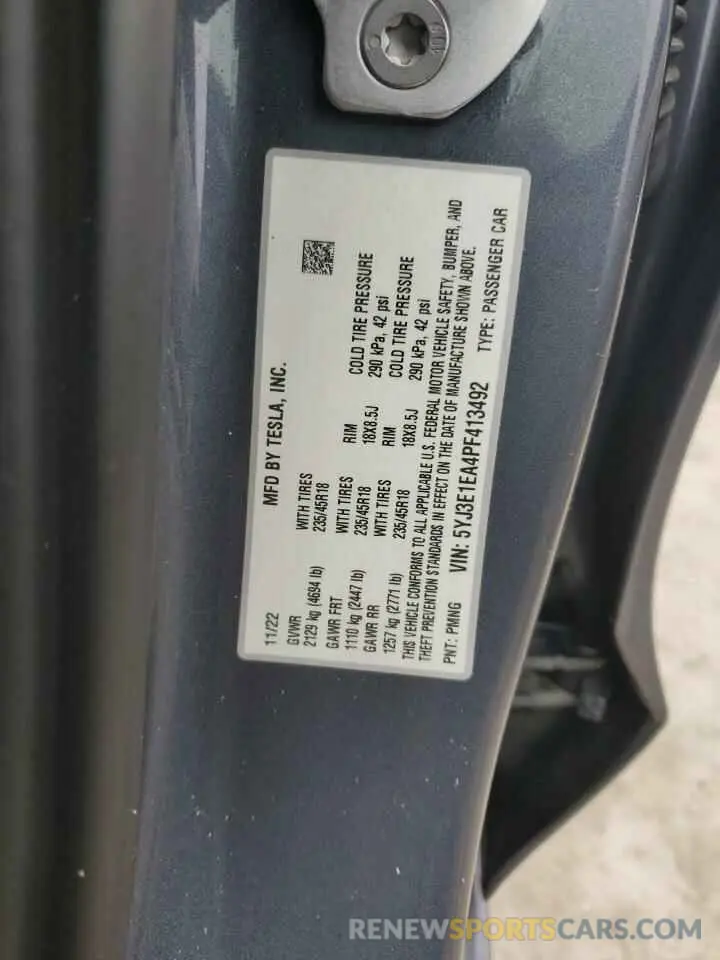 MFD BY TESLA, INC.
11/22
GVWR
2129 kg (4694 lb)
WITH TIRES
235/45R18
GAWR FRT
1110 kg (2447 lb)
WITH TIRES
235/45R18
RIM
18X8.5J
COLD TIRE PRESSURE
290 kPa, 42 psi
GAWR RR
1257 kg (2771 lb)
WITH TIRES
235/45R18
RIM
18X8.5J
COLD TIRE PRESSURE
290 kPa, 42 psi
THIS VEHICLE CONFORMS TO ALL APPLICABLE U.S. FEDERAL MOTOR VEHICLE SAFETY, BUMPER, AND
THEFT PREVENTION STANDARDS IN EFFECT ON THE DATE OF MANUFACTURE SHOWN ABOVE.
PNT: PMNG VIN: 5YJ3E1EA4PF413492 TYPE: PASSENGER CAR
RENEWSPORTSCARS.COM